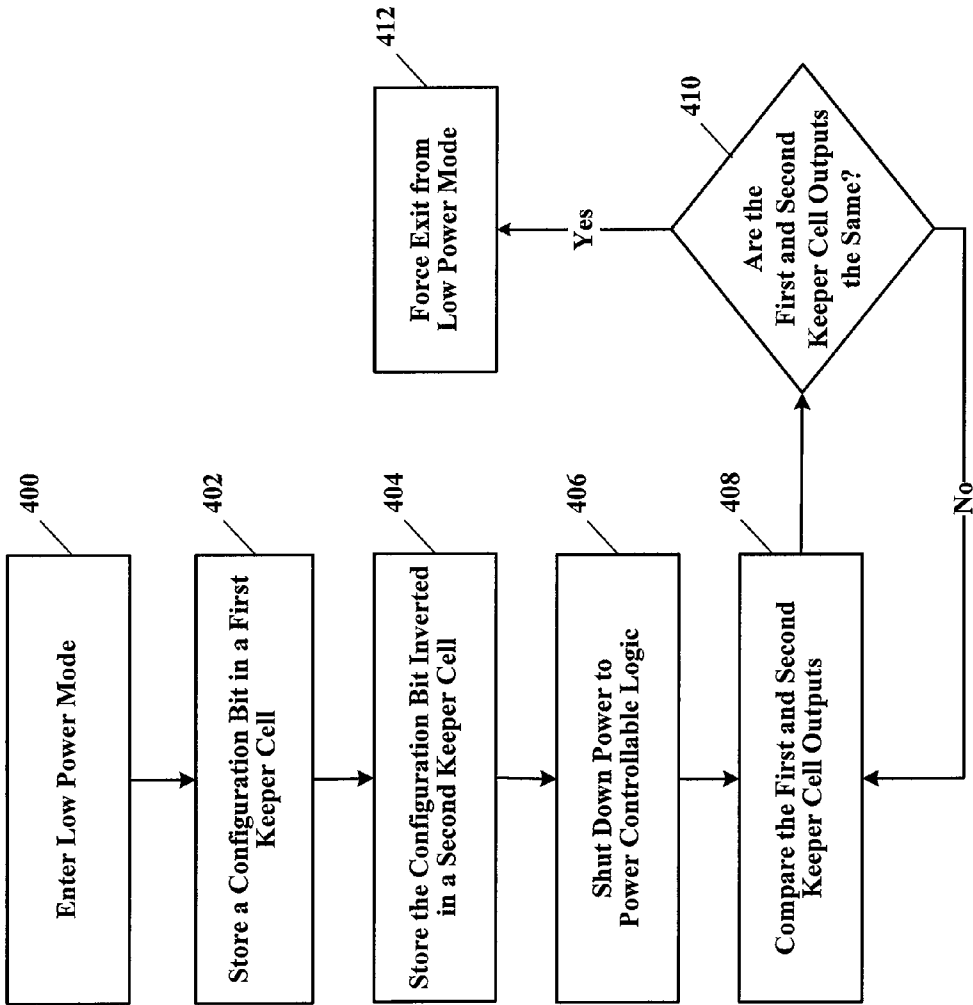 400
Enter Low Power Mode
402
Store a Configuration Bit in a First
Keeper Cell
404
Store the Configuration Bit Inverted
in a Second Keeper Cell
406
Shut Down Power to
Power Controllable Logic
408
Compare the First and Second
Keeper Cell Outputs
410
Are the
First and Second
Keeper Cell Outputs
the Same?
Yes
No
412
Force Exit from
Low Power Mode